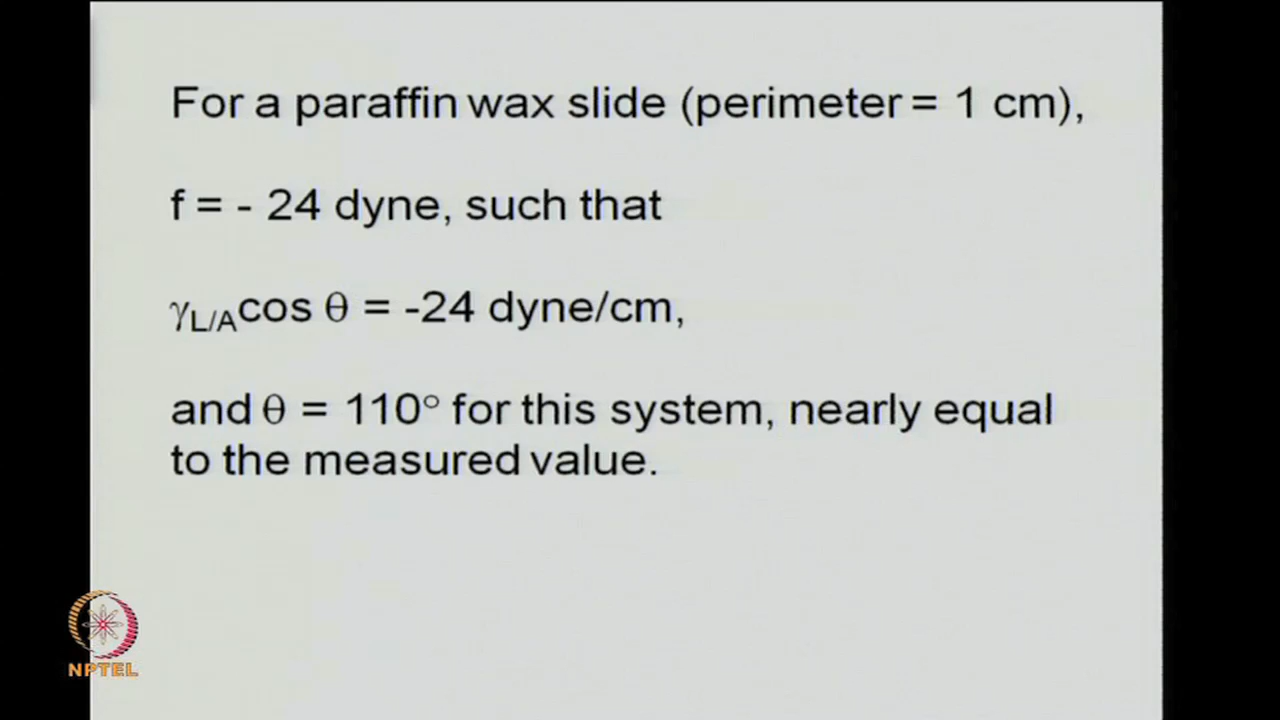 For a paraffin wax slide (perimeter = 1 cm),
f = - 24 dyne, such that
γL/Acos θ = -24 dyne/cm,
and θ = 110° for this system, nearly equal
to the measured value.
NPTEL